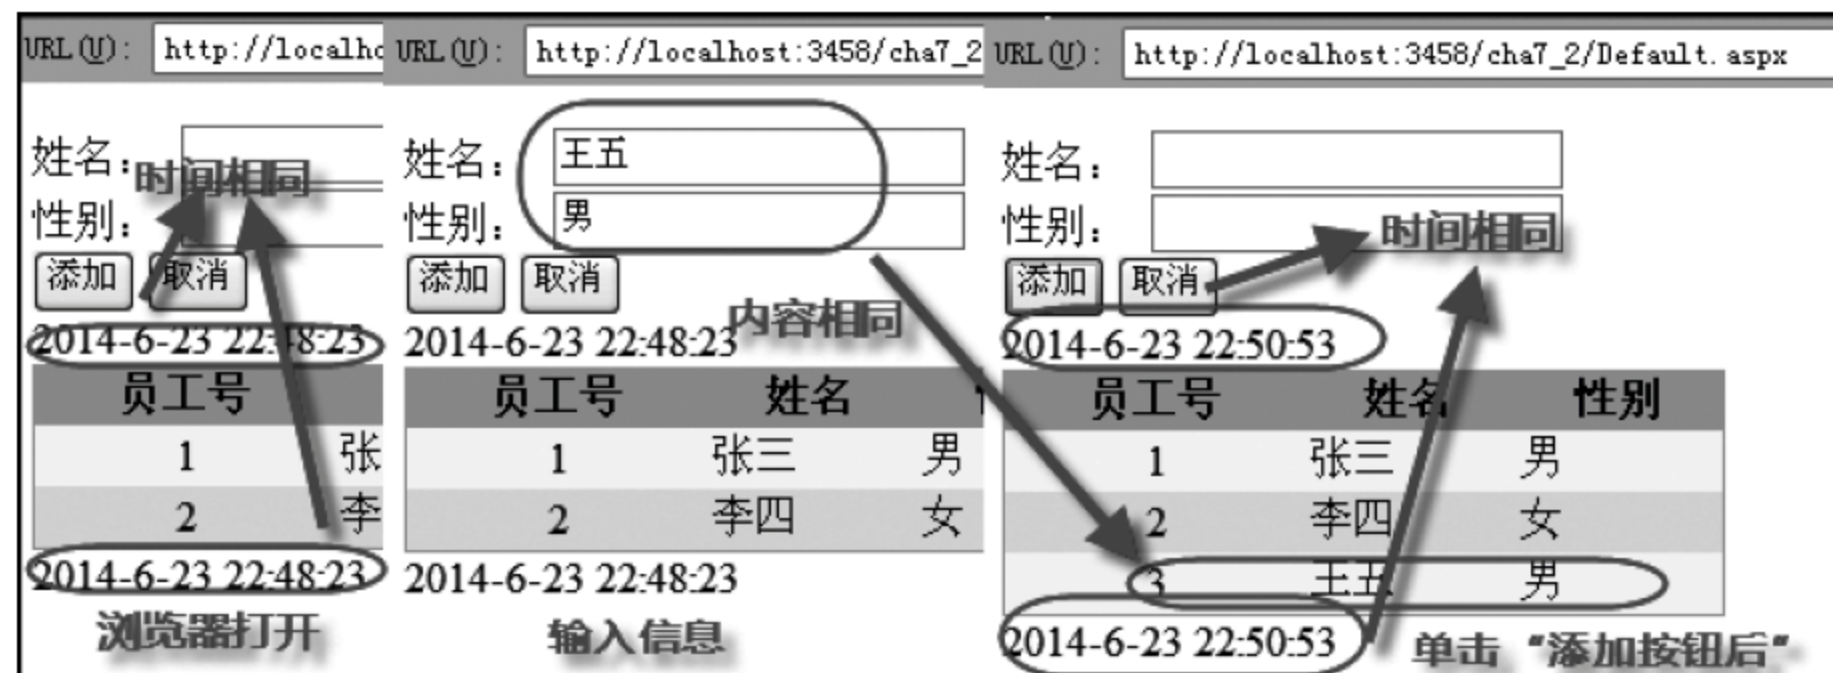 URL(U): http://localho
姓名:
时间相同
性别:
添加 取消
2014-6-23 22:48:23
员工号
1 张
2 李
2014-6-23 22:48:23
浏览器打开
URL(U): http://localhost:3458/cha7_2
姓名: 王五
性别: 男
添加 取消
内容相同
2014-6-23 22:48:23
员工号 姓名
1 张三 男
2 李四 女
2014-6-23 22:48:23
输入信息
URL(U): http://localhost:3458/cha7_2/Default.aspx
姓名:
性别:
时间相同
添加 取消
2014-6-23 22:50:53
员工号 姓名 性别
1 张三 男
2 李四 女
3 王五 男
2014-6-23 22:50:53
单击“添加按钮后”